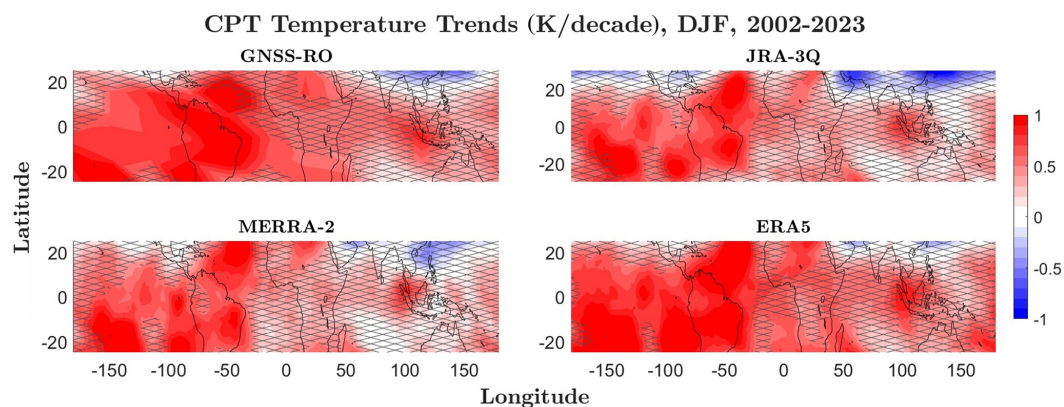 CPT Temperature Trends (K/decade), DJF, 2002-2023
GNSS-RO
JRA-3Q
20
0
-20
20
0
-20
Latitude
MERRA-2
ERA5
20
0
-20
20
0
-20
-150 -100 -50 0 50 100 150
-150 -100 -50 0 50 100 150
Longitude
1
0.5
0
-0.5
-1